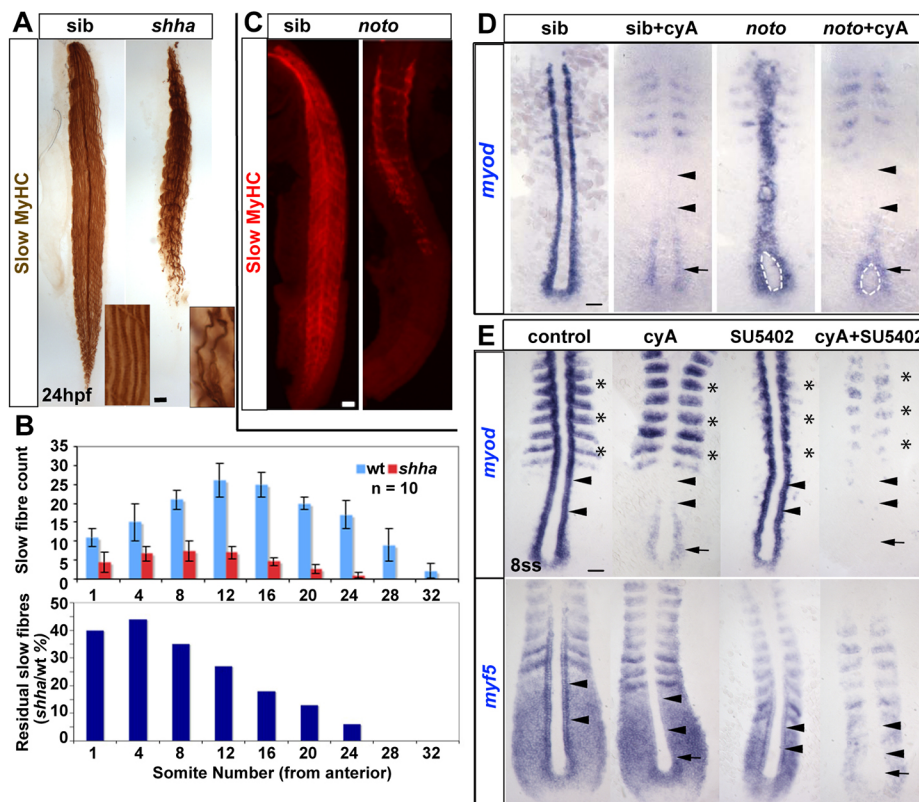 A
sib
shha
Slow MyHC
24hpf
C
sib
noto
Slow MyHC
D
sib
sib+cyA
noto
noto+cyA
myod
B
Slow fibre count
35
30
25
20
15
10
5
0
wt
shha
n = 10
1 4 8 12 16 20 24 28 32
Residual slow fibres
(shha/wt %)
50
40
30
20
10
0
1 4 8 12 16 20 24 28 32
Somite Number (from anterior)
E
control
cyA
SU5402
cyA+SU5402
myod
* * *
* * *
* * *
* * *
8ss
myf5